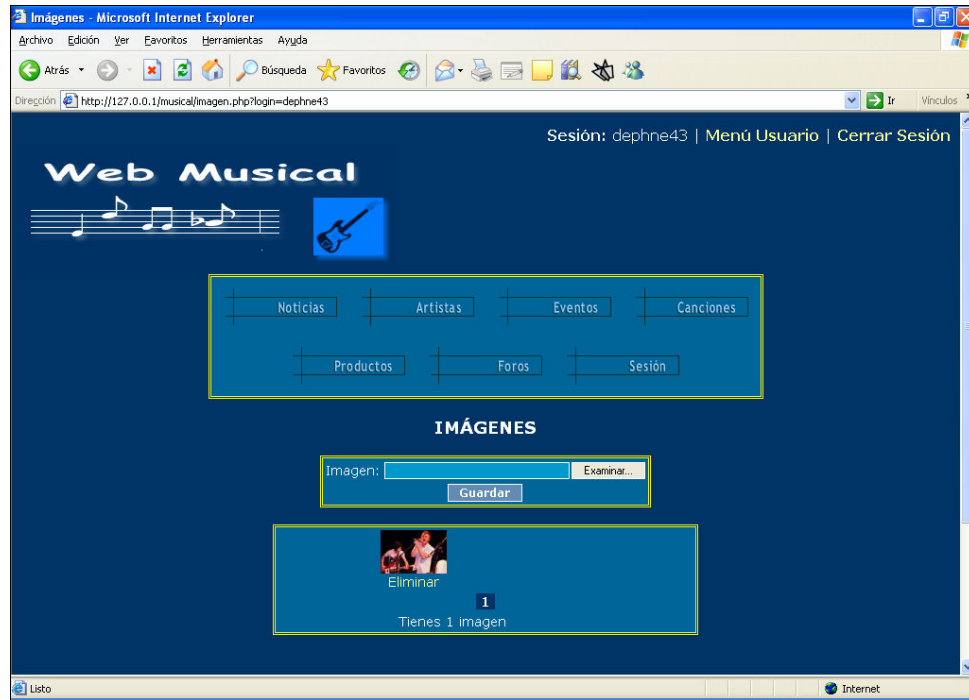 Imágenes - Microsoft Internet Explorer
Archivo Edición Ver Favoritos Herramientas Ayuda
Atrás Búsqueda Favoritos
Dirección http://127.0.0.1/musical/imagen.php?login=dephne43 Ir Vínculos
Sesión: dephne43 | Menú Usuario | Cerrar Sesión
Web Musical
Noticias Artistas Eventos Canciones
Productos Foros Sesión
IMÁGENES
Imagen: Examinar...
Guardar
Eliminar
1
Tienes 1 imagen
Listo Internet